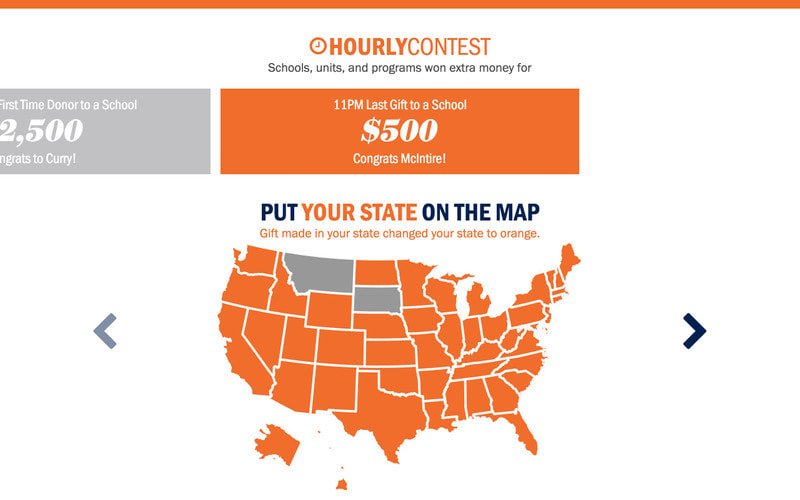 HOURLYCONTEST
Schools, units, and programs won extra money for
First Time Donor to a School
2,500
ngrats to Curry!
11PM Last Gift to a School
$500
Congrats McIntire!
PUT YOUR STATE ON THE MAP
Gift made in your state changed your state to orange.